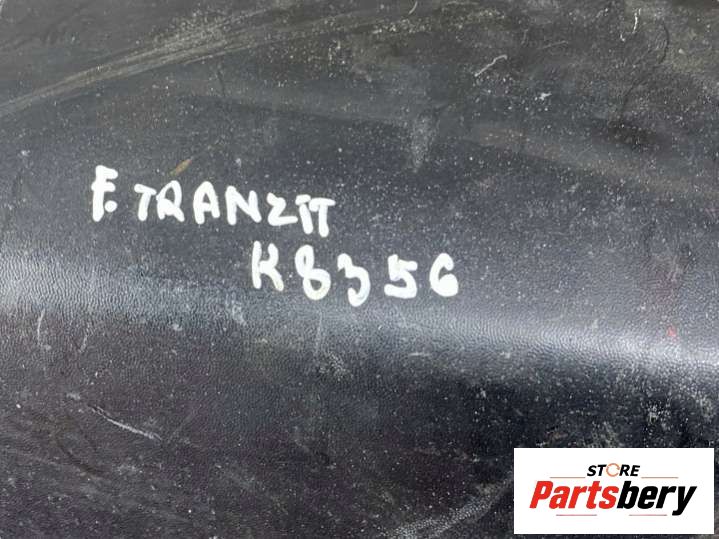 F. TRANZIT
K8356
STORE
Partsbery